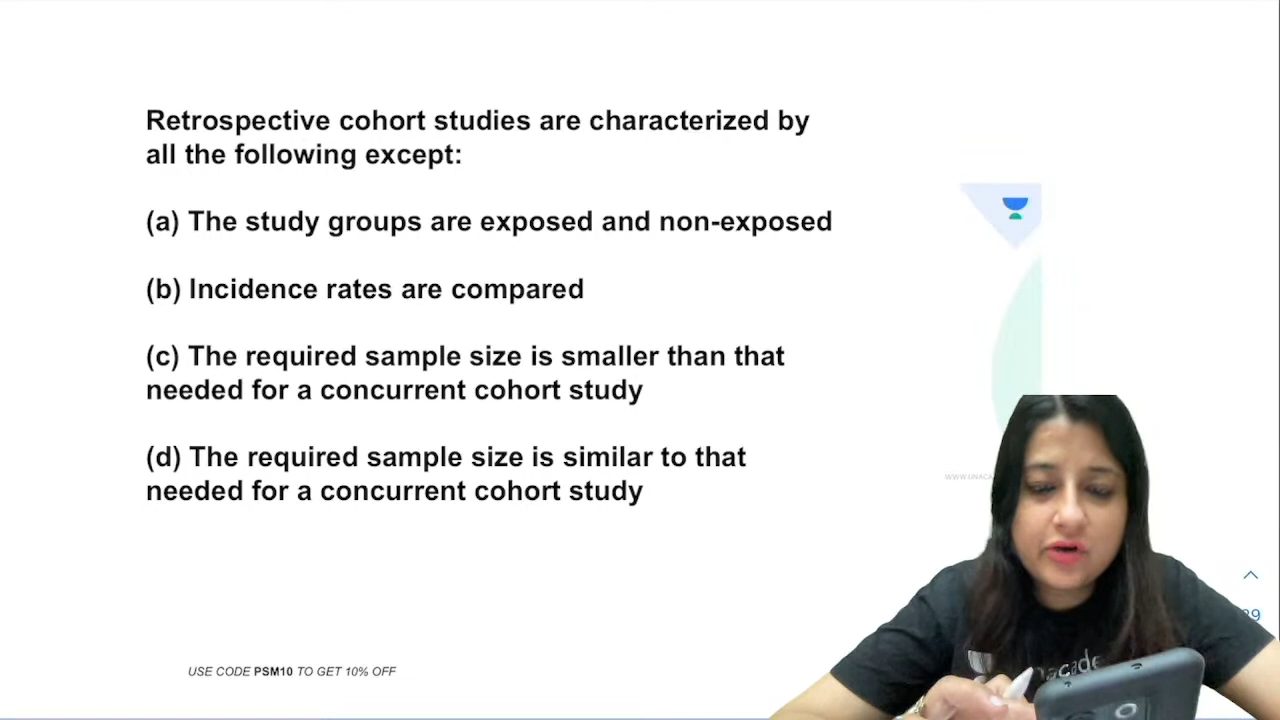 Retrospective cohort studies are characterized by
all the following except:
(a) The study groups are exposed and non-exposed
(b) Incidence rates are compared
(c) The required sample size is smaller than that
needed for a concurrent cohort study
(d) The required sample size is similar to that
needed for a concurrent cohort study
USE CODE PSM10 TO GET 10% OFF